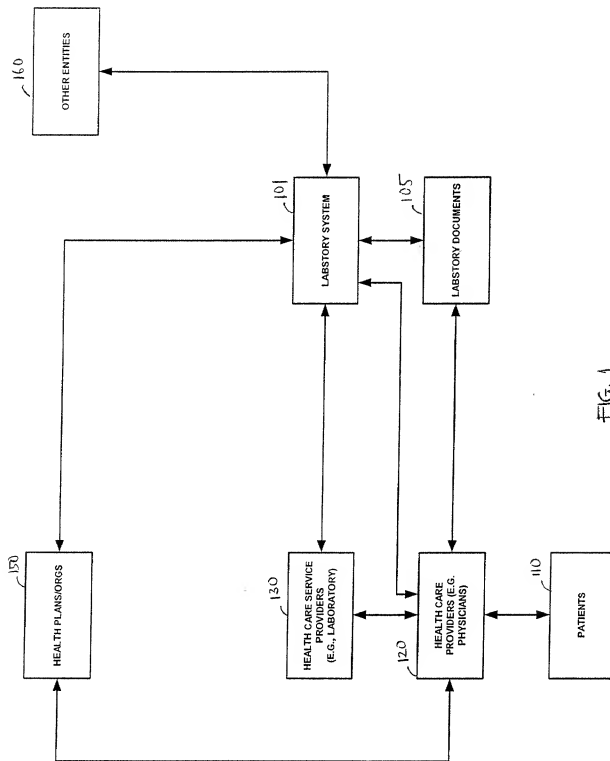 160
OTHER ENTITIES
150
HEALTH PLANS/ORGS
101
LABSTORY SYSTEM
130
HEALTH CARE SERVICE
PROVIDERS
(E.G., LABORATORY)
105
LABSTORY DOCUMENTS
120
HEALTH CARE
PROVIDERS (E.G.
PHYSICIANS)
110
PATIENTS
FIG. 1